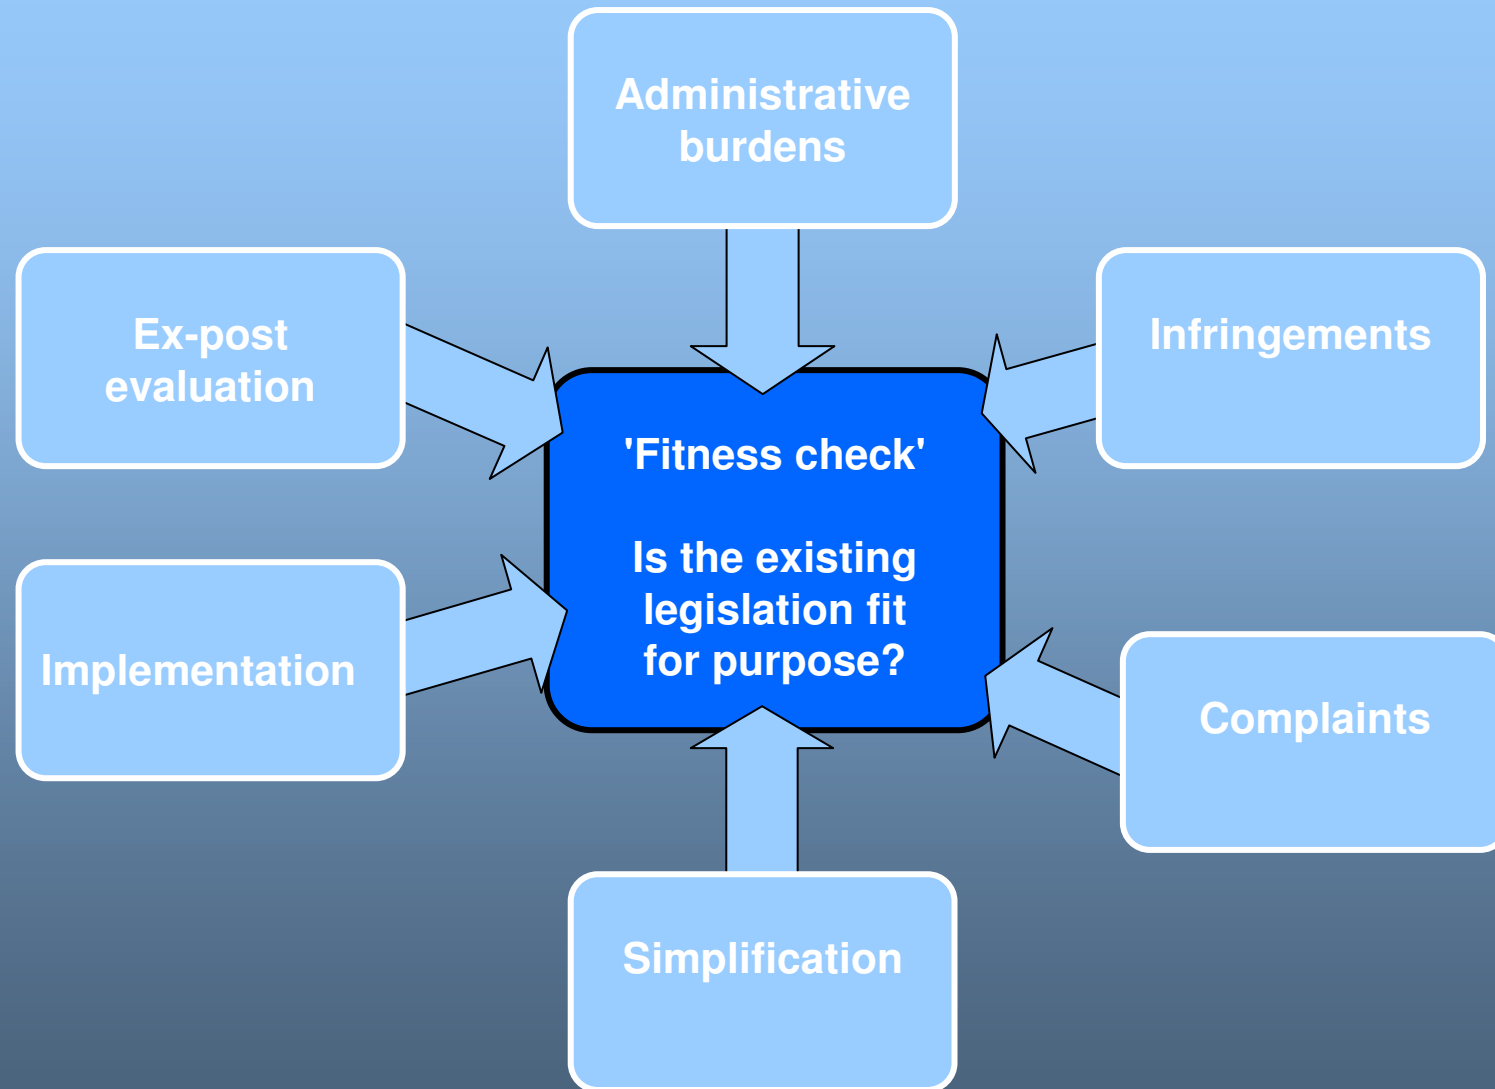 Administrative
burdens
Ex-post
evaluation
Infringements
'Fitness check'
Is the existing
legislation fit
for purpose?
Implementation
Complaints
Simplification